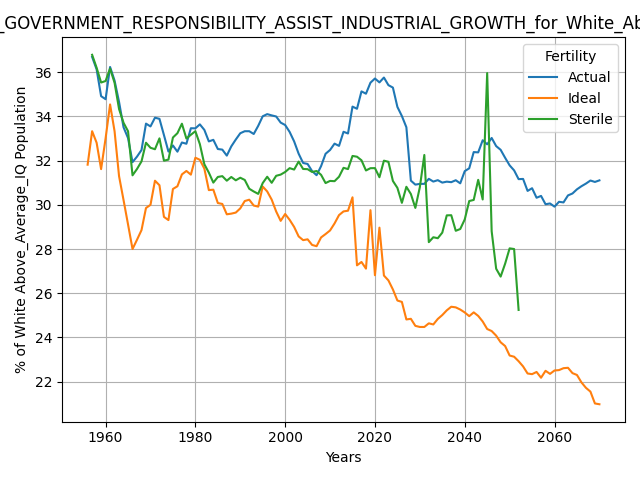 _GOVERNMENT_RESPONSIBILITY_ASSIST_INDUSTRIAL_GROWTH_for_White_Ab
Fertility
Actual
Ideal
Sterile
% of White Above_Average_IQ Population
36
34
32
30
28
26
24
22
1960 1980 2000 2020 2040 2060
Years